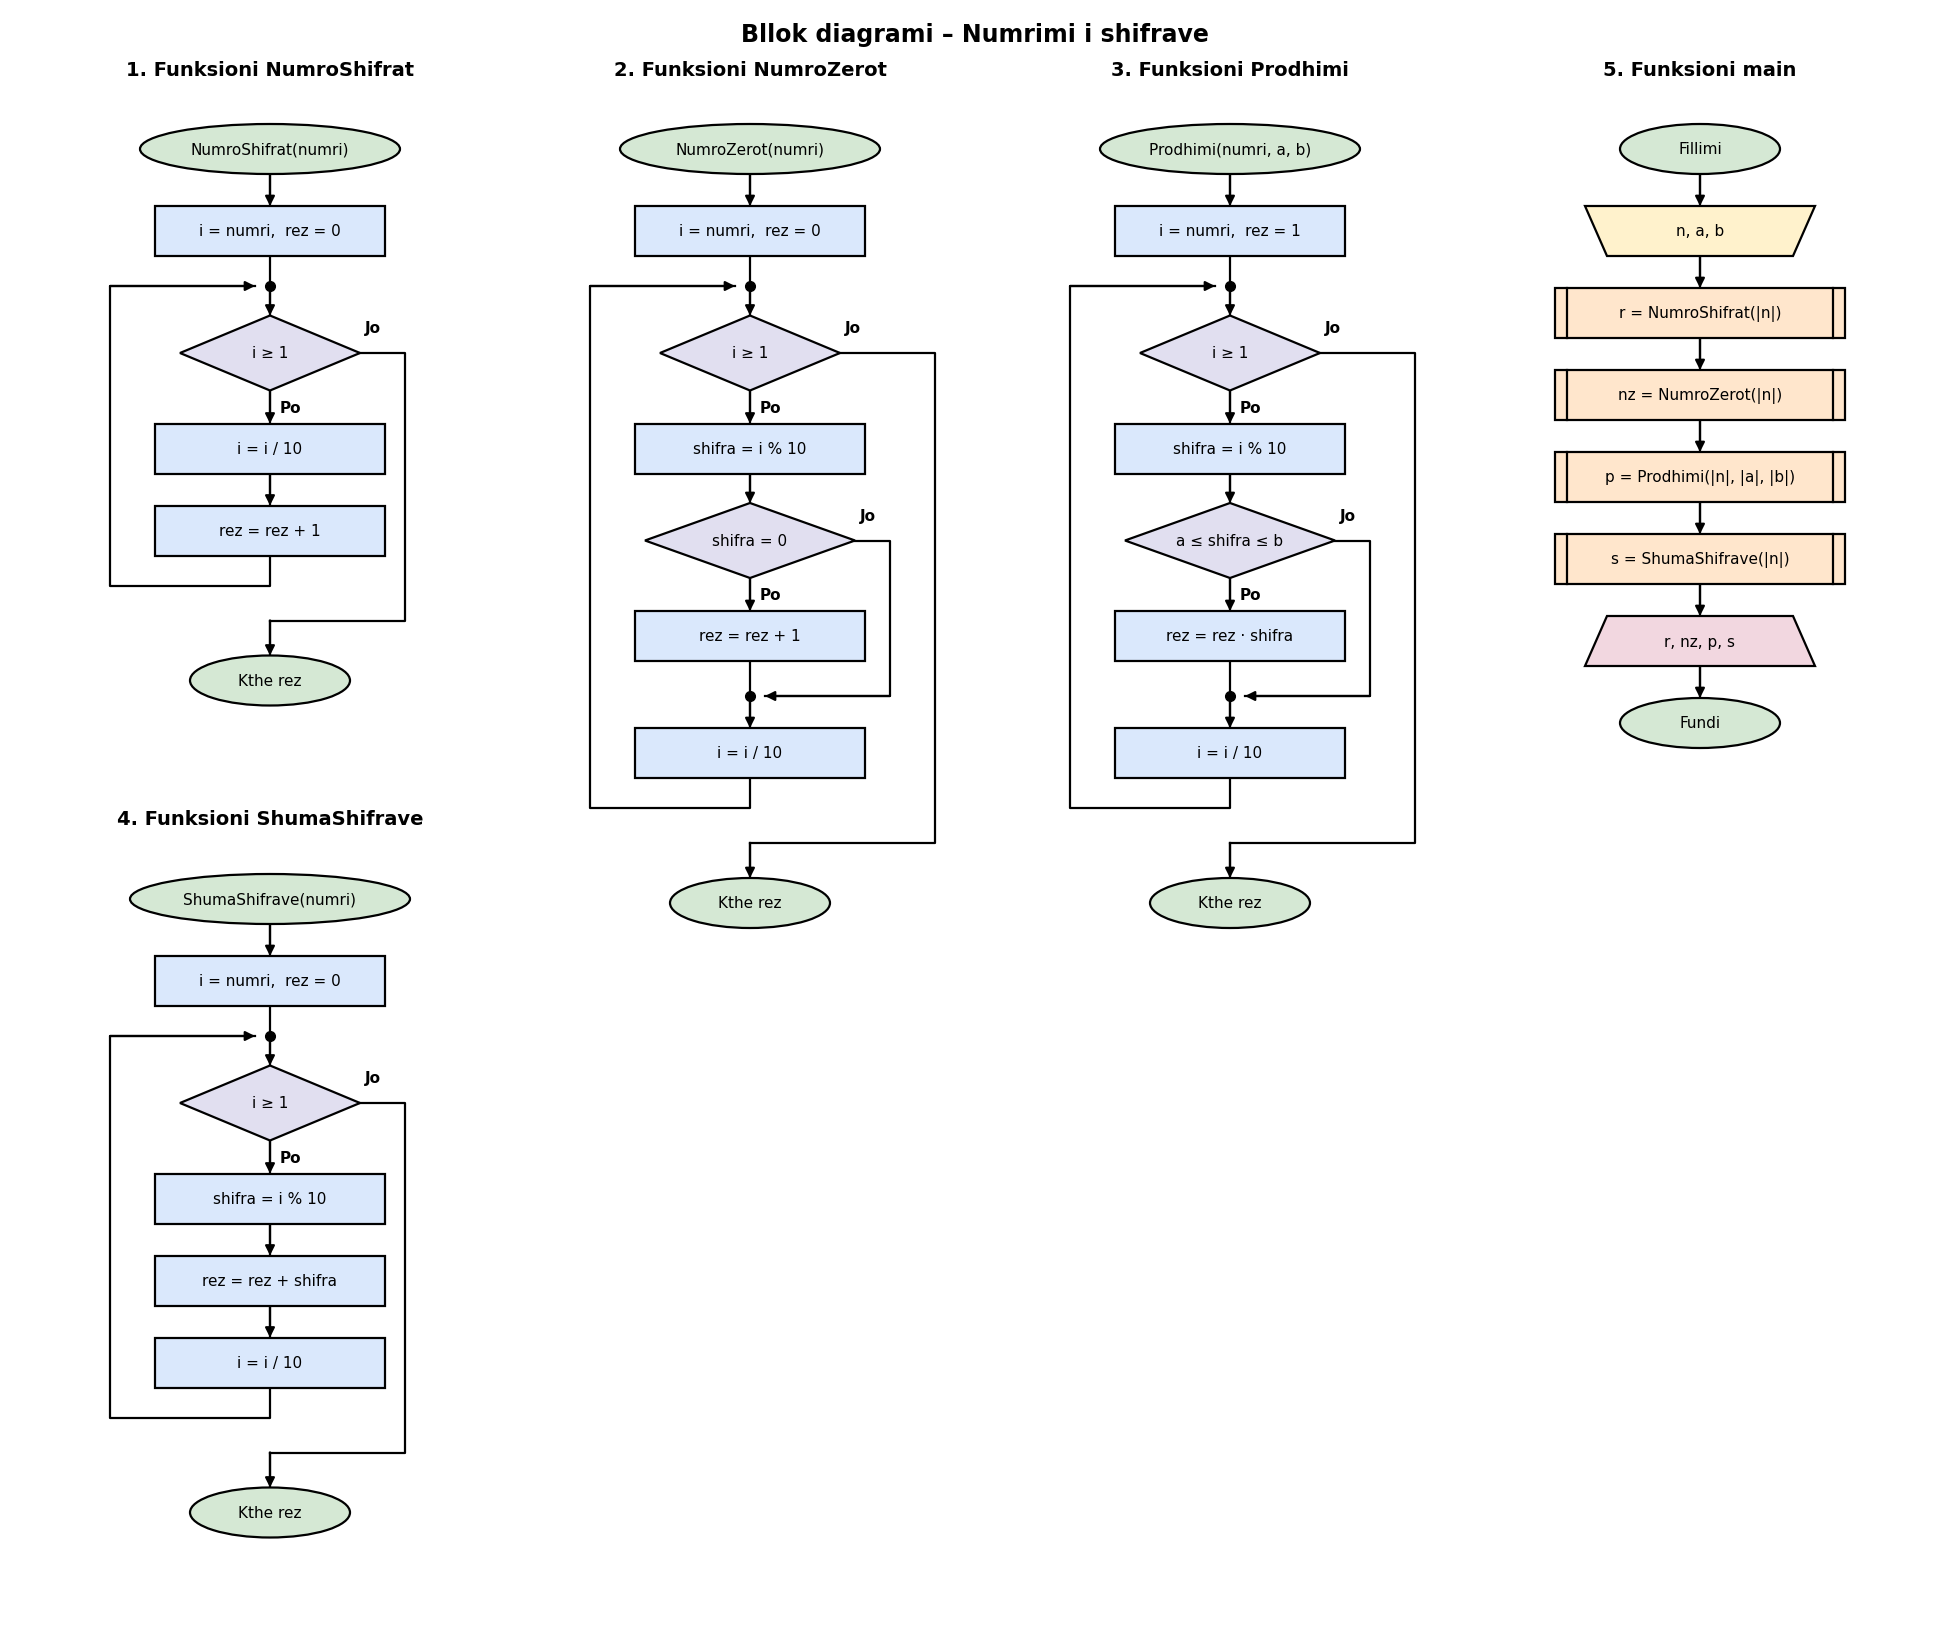 Bllok diagrami – Numrimi i shifrave
1. Funksioni NumroShifrat
NumroShifrat(numri)
i = numri,  rez = 0
i ≥ 1
Jo
Po
i = i / 10
rez = rez + 1
Kthe rez
2. Funksioni NumroZerot
NumroZerot(numri)
i = numri,  rez = 0
i ≥ 1
Jo
Po
shifra = i % 10
shifra = 0
Jo
Po
rez = rez + 1
i = i / 10
Kthe rez
3. Funksioni Prodhimi
Prodhimi(numri, a, b)
i = numri,  rez = 1
i ≥ 1
Jo
Po
shifra = i % 10
a ≤ shifra ≤ b
Jo
Po
rez = rez · shifra
i = i / 10
Kthe rez
4. Funksioni ShumaShifrave
ShumaShifrave(numri)
i = numri,  rez = 0
i ≥ 1
Jo
Po
shifra = i % 10
rez = rez + shifra
i = i / 10
Kthe rez
5. Funksioni main
Fillimi
n, a, b
r = NumroShifrat(|n|)
nz = NumroZerot(|n|)
p = Prodhimi(|n|, |a|, |b|)
s = ShumaShifrave(|n|)
r, nz, p, s
Fundi